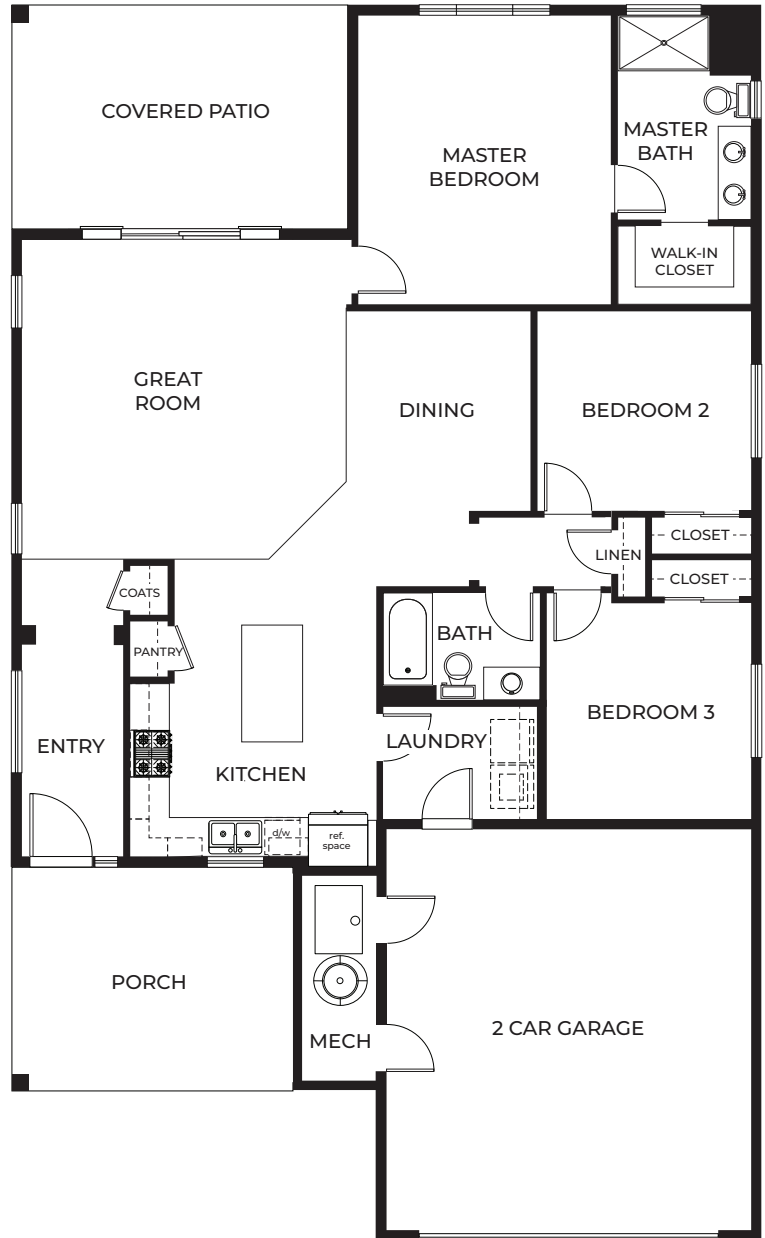 COVERED PATIO
MASTER
BEDROOM
MASTER
BATH
WALK-IN
CLOSET
GREAT
ROOM
DINING
BEDROOM 2
CLOSET
LINEN
CLOSET
COATS
PANTRY
BATH
BEDROOM 3
ENTRY
LAUNDRY
KITCHEN
d/w
ref.
space
PORCH
MECH
2 CAR GARAGE